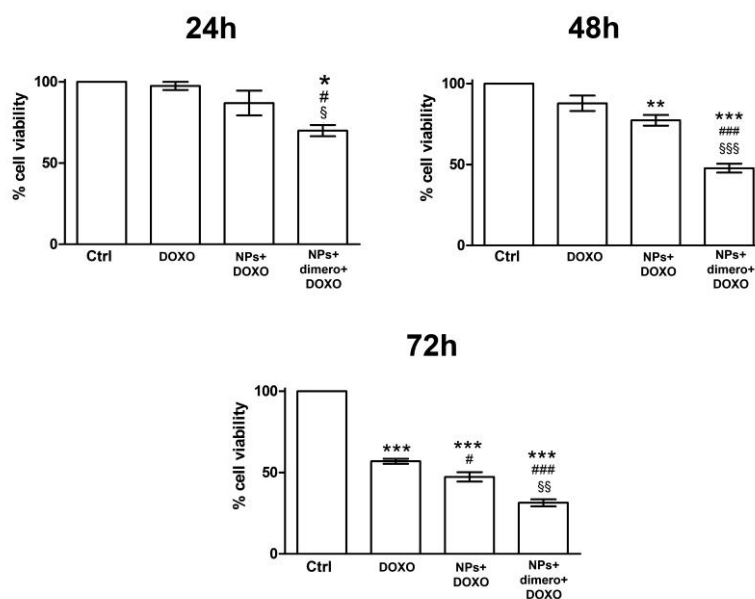 24h
% cell viability
100
50
0
*
#
§
Ctrl
DOXO
NPs+
DOXO
NPs+
dimero+
DOXO
48h
% cell viability
100
50
0
**
***
###
§§§
Ctrl
DOXO
NPs+
DOXO
NPs+
dimero+
DOXO
72h
% cell viability
100
50
0
***
***
#
***
###
§§
Ctrl
DOXO
NPs+
DOXO
NPs+
dimero+
DOXO